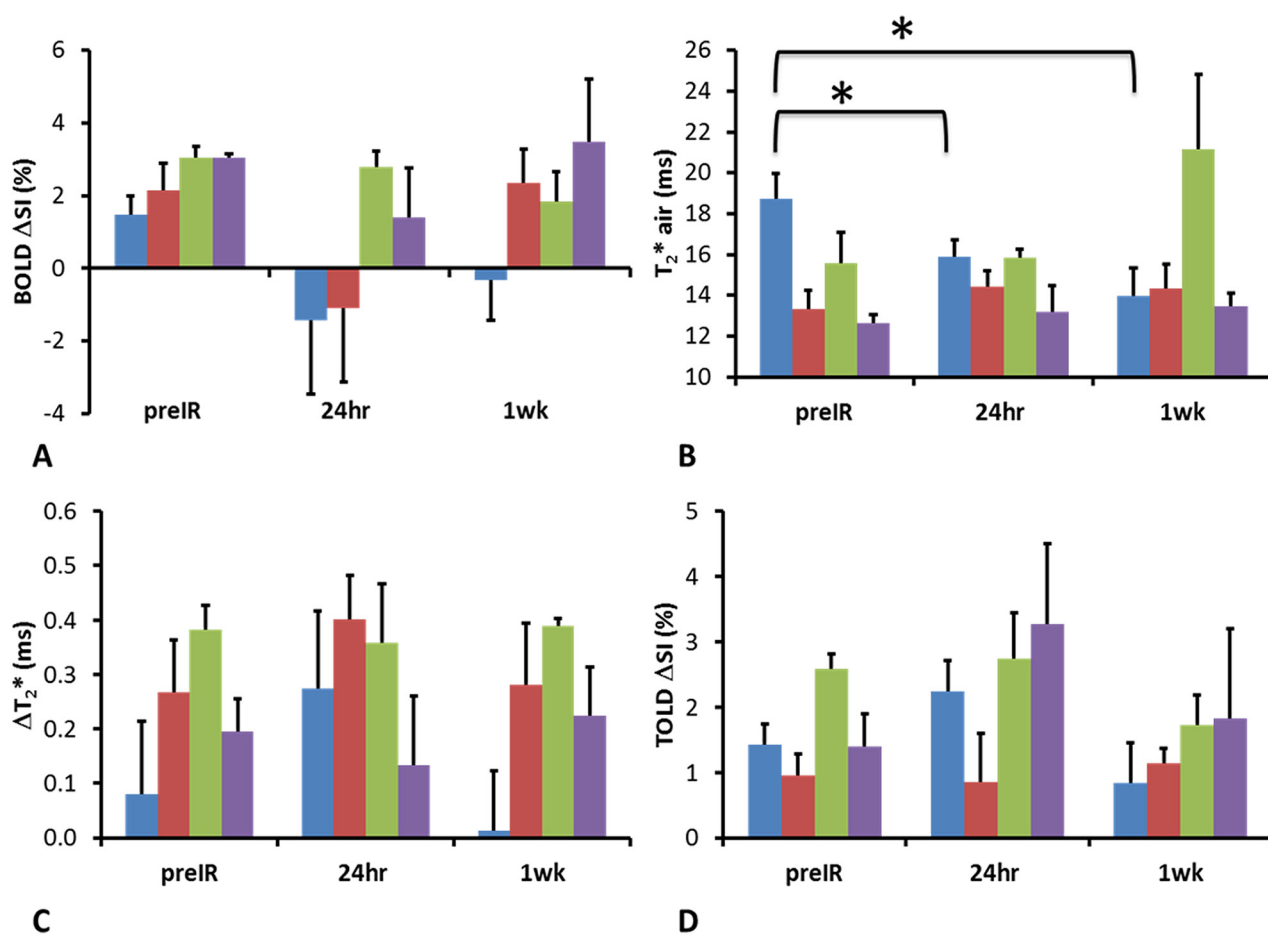 6
4
2
0
-2
-4
BOLD ΔSI (%)
preIR 24hr 1wk
A
*
*
26
24
22
20
18
16
14
12
10
T2* air (ms)
preIR 24hr 1wk
B
0.6
0.5
0.4
0.3
0.2
0.1
0.0
ΔT2* (ms)
preIR 24hr 1wk
C
5
4
3
2
1
0
TOLD ΔSI (%)
preIR 24hr 1wk
D